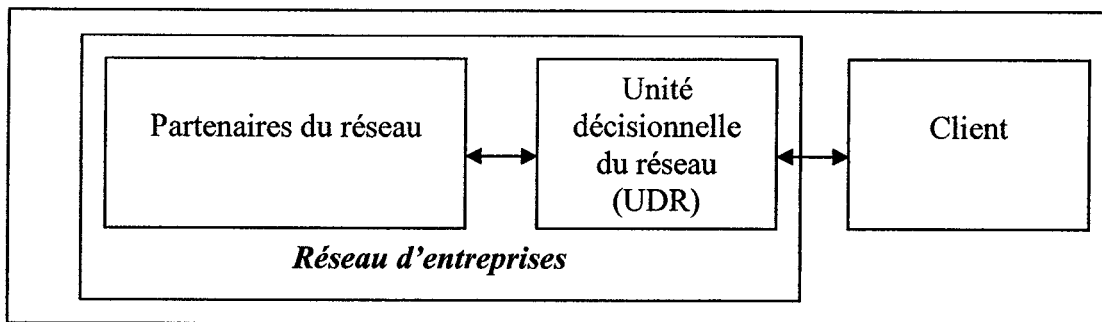 Partenaires du réseau
Unité
décisionnelle
du réseau
(UDR)
Client
Réseau d'entreprises